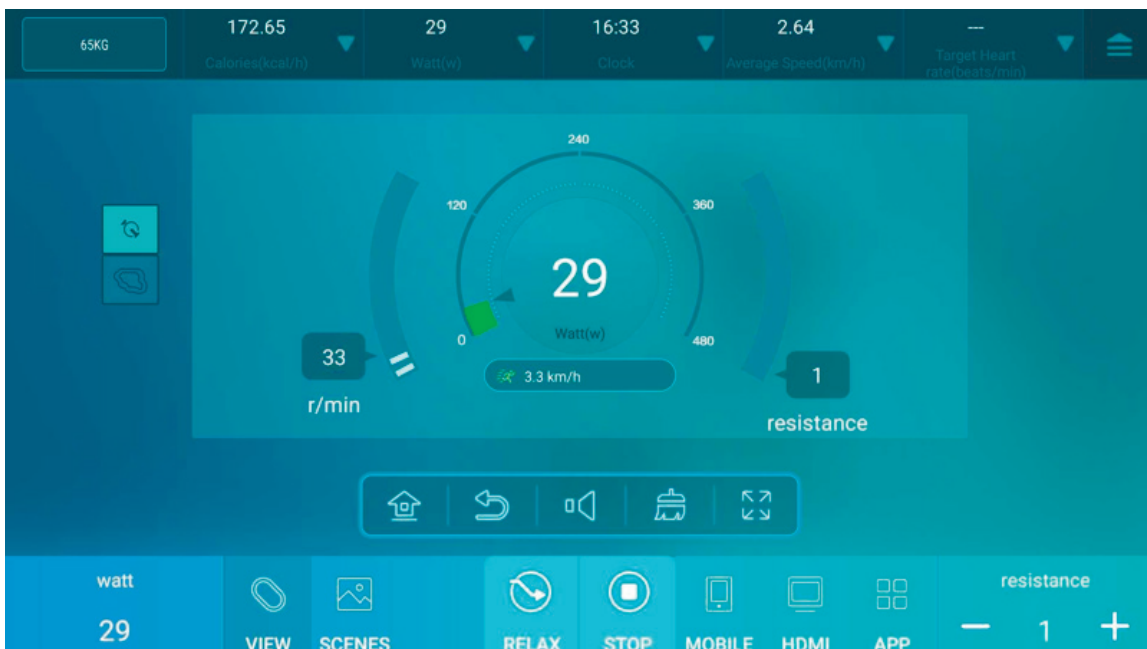 65KG
172.65
Calories(kcal/h)
29
Watt(w)
16:33
Clock
2.64
Average Speed(km/h)
---
Target Heart
rate(beats/min)
240
120
360
29
Watt(w)
0
480
33
r/min
3.3 km/h
1
resistance
watt
29
VIEW
SCENES
RELAX
STOP
MOBILE
HDMI
APP
resistance
— 1 +